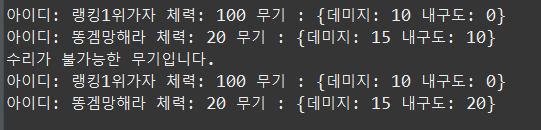 아이디: 랭킹1위가자 체력: 100 무기 : {데미지: 10 내구도: 0}
아이디: 똥겜망해라 체력: 20 무기 : {데미지: 15 내구도: 10}
수리가 불가능한 무기입니다.
아이디: 랭킹1위가자 체력: 100 무기 : {데미지: 10 내구도: 0}
아이디: 똥겜망해라 체력: 20 무기 : {데미지: 15 내구도: 20}